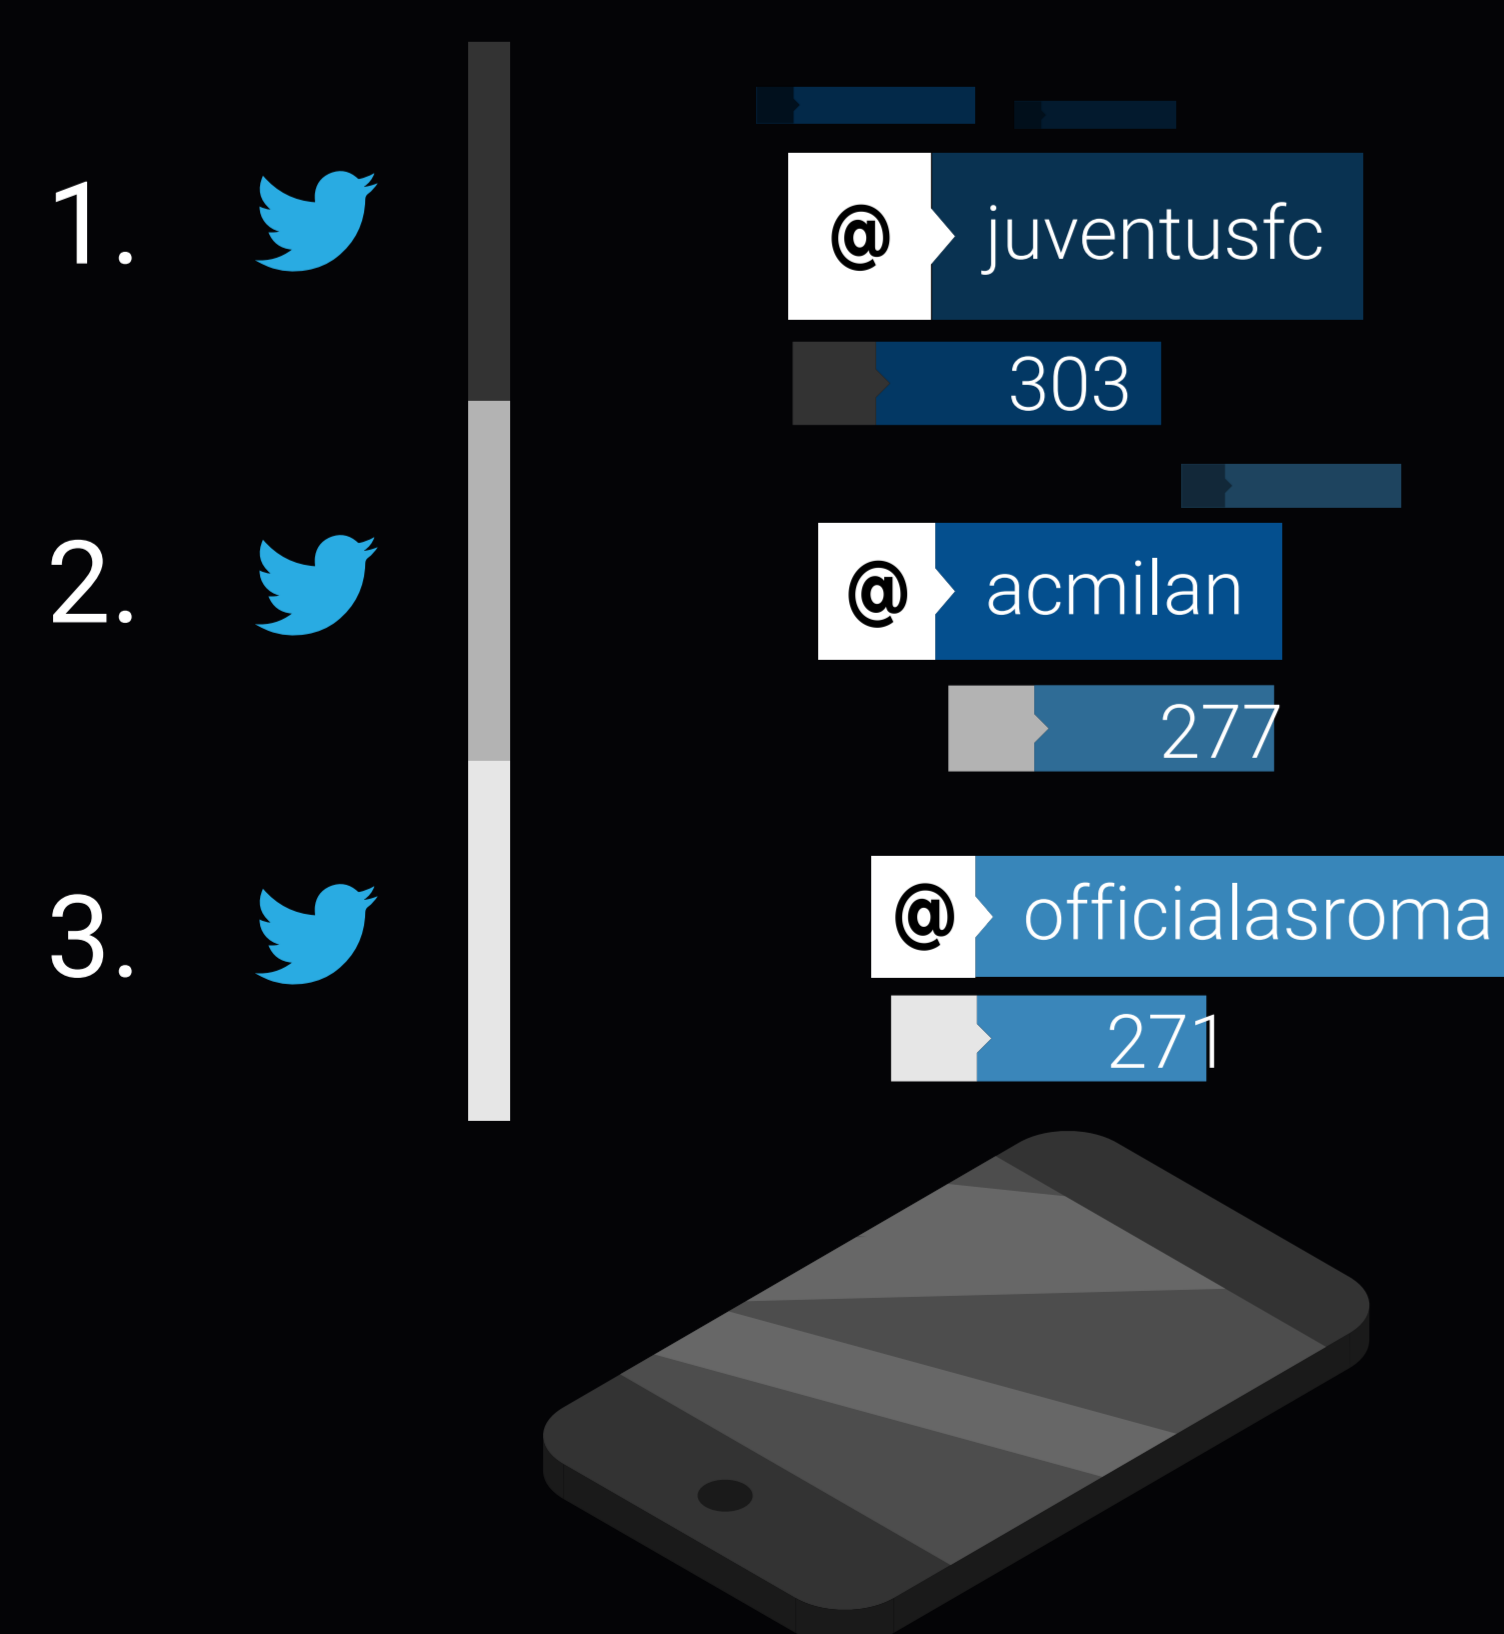 1. @ juventusfc
303
2. @ acmilan
277
3. @ officialasroma
271